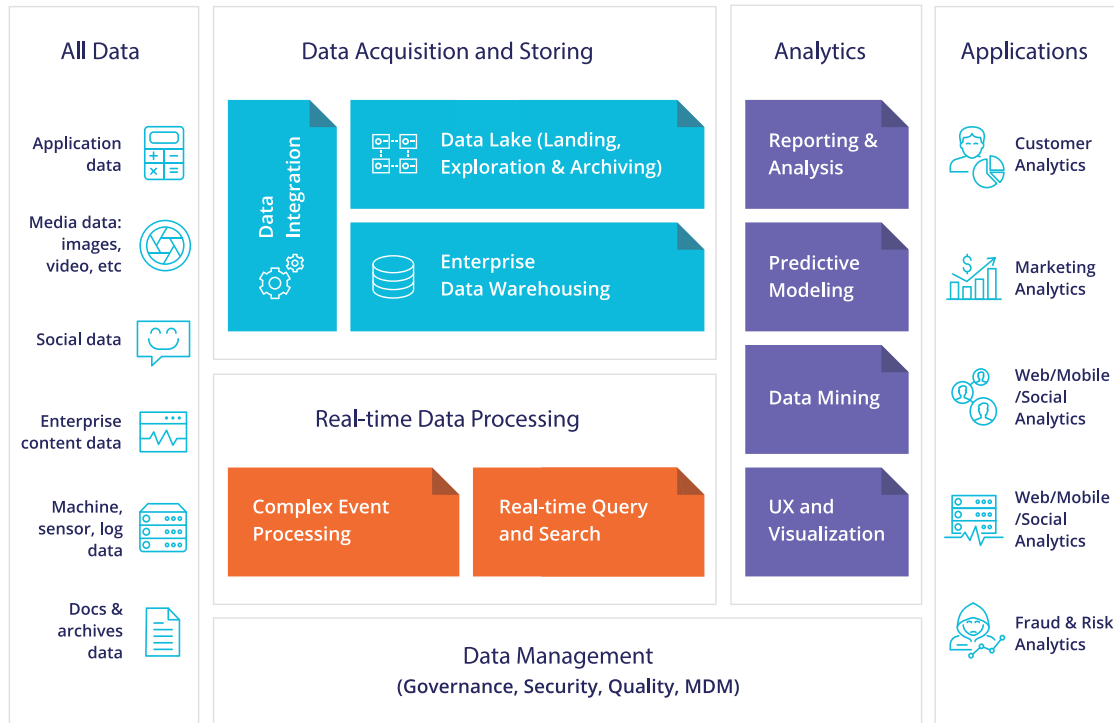 All Data
Application
data
Media data:
images,
video, etc
Social data
Enterprise
content data
Machine,
sensor, log
data
Docs &
archives
data
Data Acquisition and Storing
Data
Integration
Data Lake (Landing,
Exploration & Archiving)
Enterprise
Data Warehousing
Real-time Data Processing
Complex Event
Processing
Real-time Query
and Search
Analytics
Reporting &
Analysis
Predictive
Modeling
Data Mining
UX and
Visualization
Data Management
(Governance, Security, Quality, MDM)
Applications
Customer
Analytics
$
Marketing
Analytics
Web/Mobile
/Social
Analytics
Web/Mobile
/Social
Analytics
Fraud & Risk
Analytics